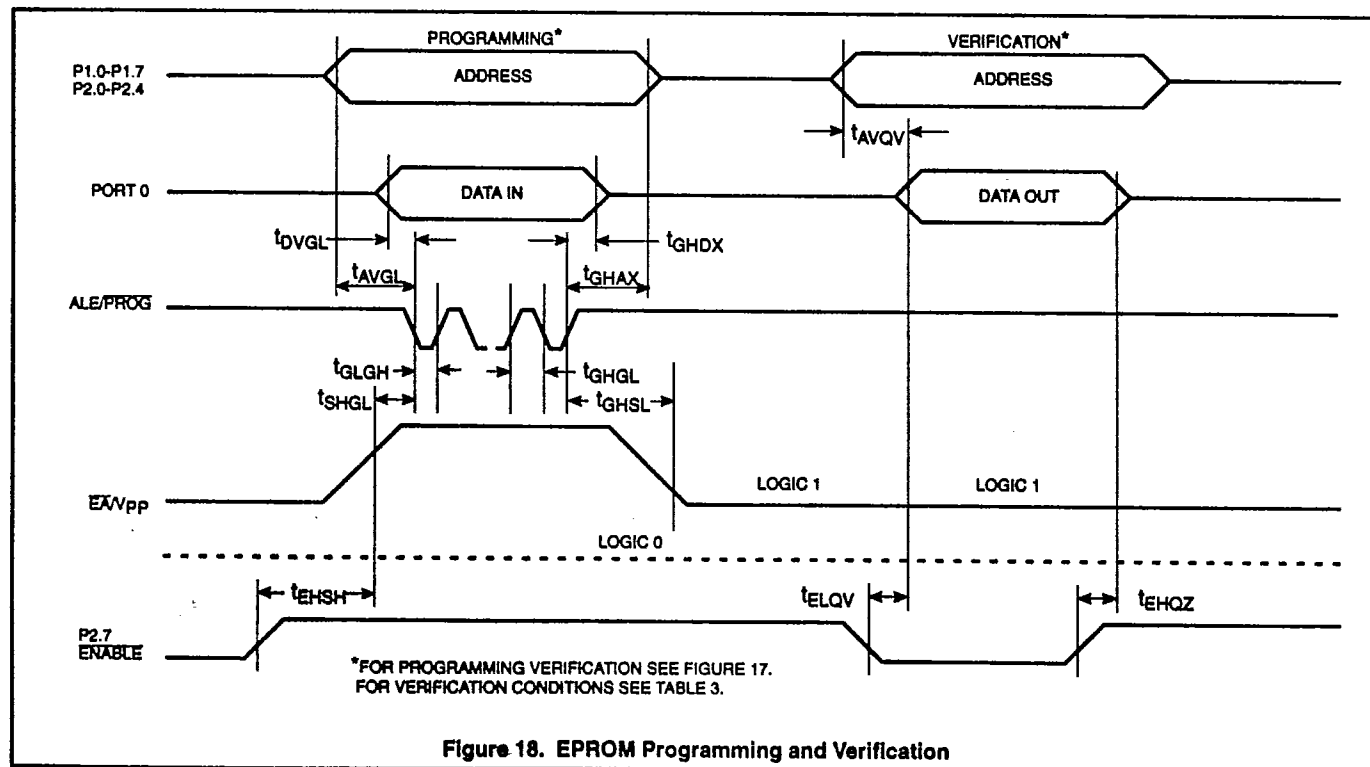 PROGRAMMING*
VERIFICATION*
P1.0-P1.7
P2.0-P2.4
ADDRESS
ADDRESS
tAVQV
PORT 0
DATA IN
DATA OUT
tDVGL
tGHDX
tAVGL
tGHAX
ALE/PROG
tGLGH
tGHGL
tSHGL
tGHSL
EA/VPP
LOGIC 1
LOGIC 1
LOGIC 0
tEHSH
tELQV
tEHQZ
P2.7
ENABLE
*FOR PROGRAMMING VERIFICATION SEE FIGURE 17.
FOR VERIFICATION CONDITIONS SEE TABLE 3.
Figure 18. EPROM Programming and Verification